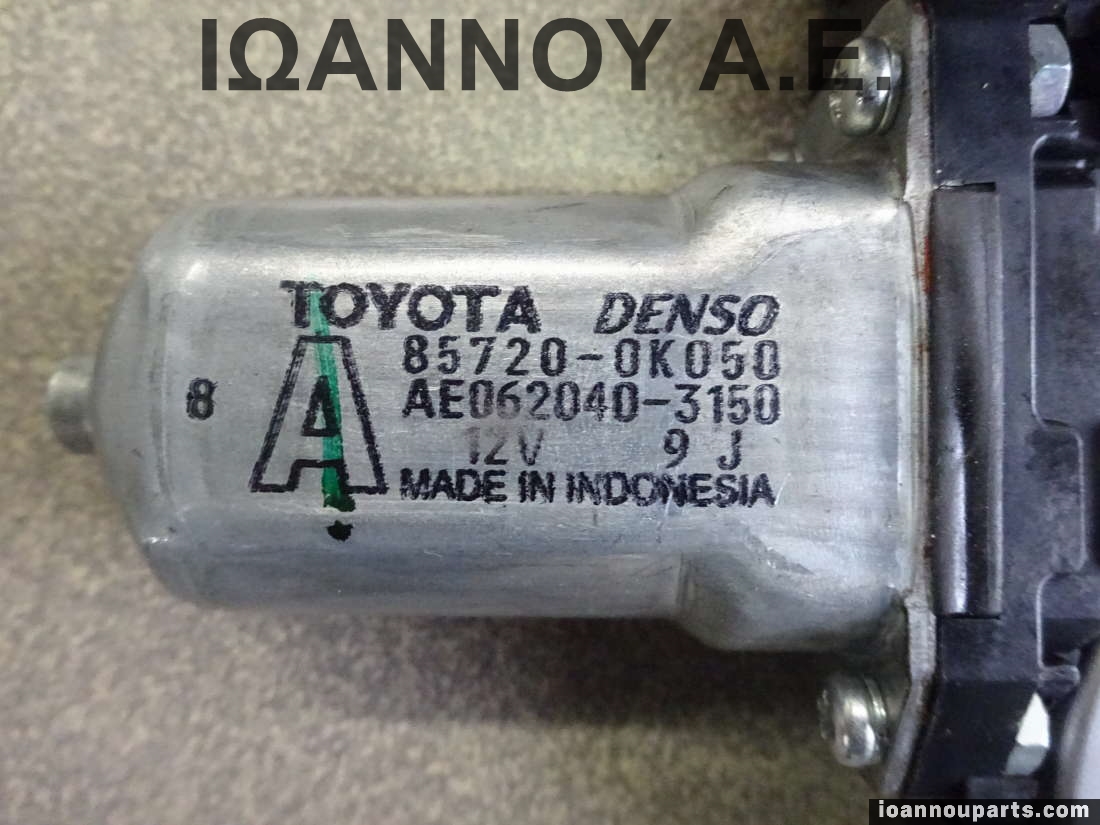 ΙΩΑΝΝΟΥ Α.Ε.
TOYOTA DENSO
85720-0K050
8 A AE062040-3150
12V 9 J
MADE IN INDONESIA
ioannouparts.com